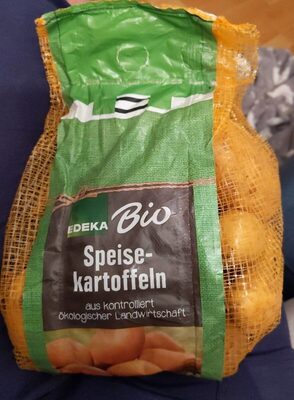 EDEKA Bio
Speise-
kartoffeln
aus kontrolliert
ökologischer Landwirtschaft